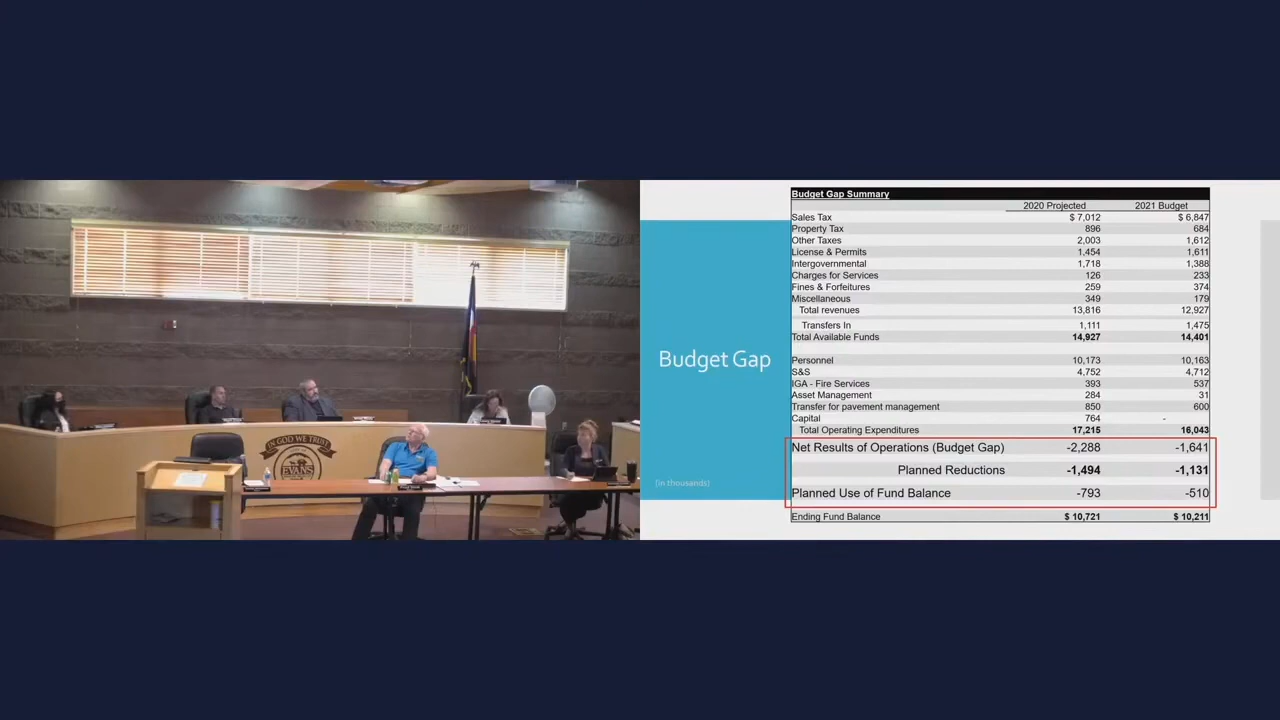 IN GOD WE TRUST
EVANS
Budget Gap
(in thousands)
Budget Gap Summary
2020 Projected 2021 Budget
Sales Tax $ 7,012 $ 6,847
Property Tax 896 684
Other Taxes 2,003 1,612
License & Permits 1,454 1,611
Intergovernmental 1,718 1,388
Charges for Services 126 233
Fines & Forfeitures 259 374
Miscellaneous 349 179
Total revenues 13,816 12,927
Transfers In 1,111 1,475
Total Available Funds 14,927 14,401
Personnel 10,173 10,163
S&S 4,752 4,712
IGA - Fire Services 393 537
Asset Management 284 31
Transfer for pavement management 850 600
Capital 764 -
Total Operating Expenditures 17,215 16,043
Net Results of Operations (Budget Gap) -2,288 -1,641
Planned Reductions -1,494 -1,131
Planned Use of Fund Balance -793 -510
Ending Fund Balance $ 10,721 $ 10,211